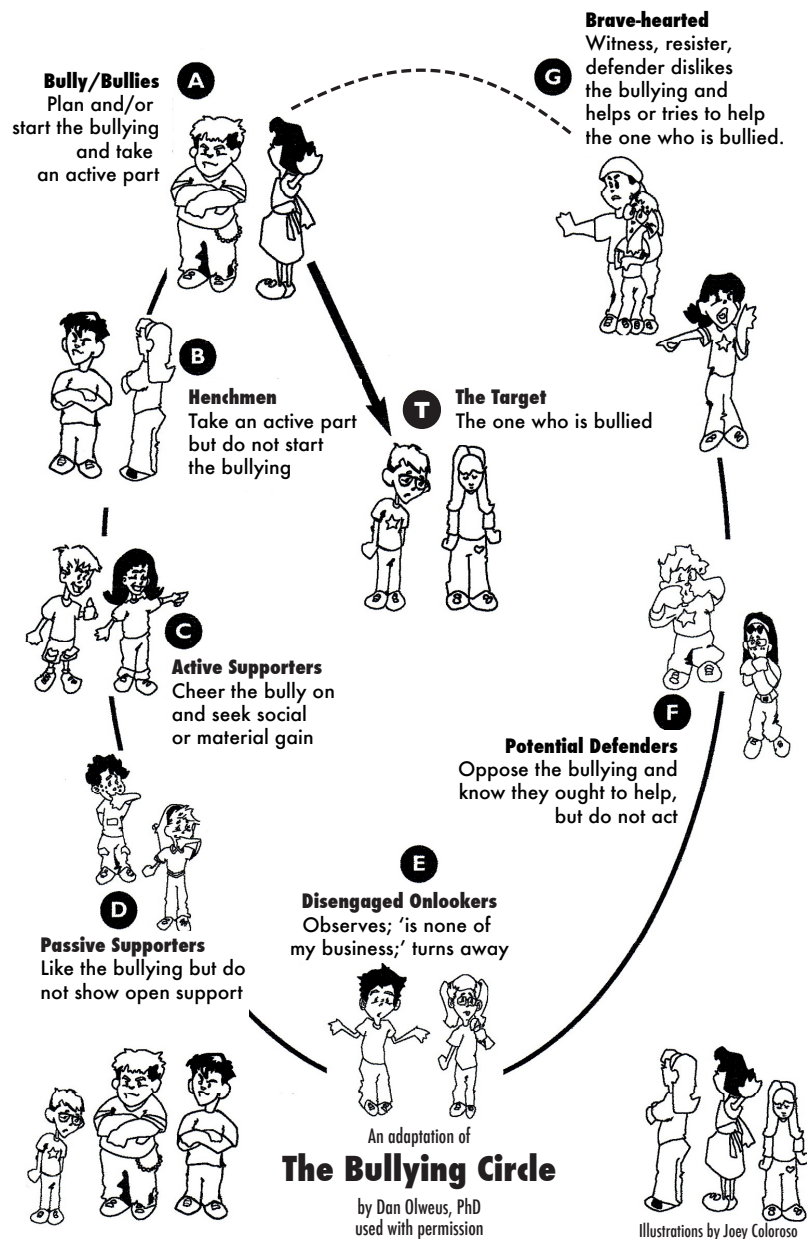 A
Bully/Bullies
Plan and/or
start the bullying
and take
an active part
G
Brave-hearted
Witness, resister,
defender dislikes
the bullying and
helps or tries to help
the one who is bullied.
B
Henchmen
Take an active part
but do not start
the bullying
T
The Target
The one who is bullied
C
Active Supporters
Cheer the bully on
and seek social
or material gain
F
Potential Defenders
Oppose the bullying and
know they ought to help,
but do not act
D
Passive Supporters
Like the bullying but do
not show open support
E
Disengaged Onlookers
Observes; ‘is none of
my business;’ turns away
An adaptation of
The Bullying Circle
by Dan Olweus, PhD
used with permission
Illustrations by Joey Coloroso